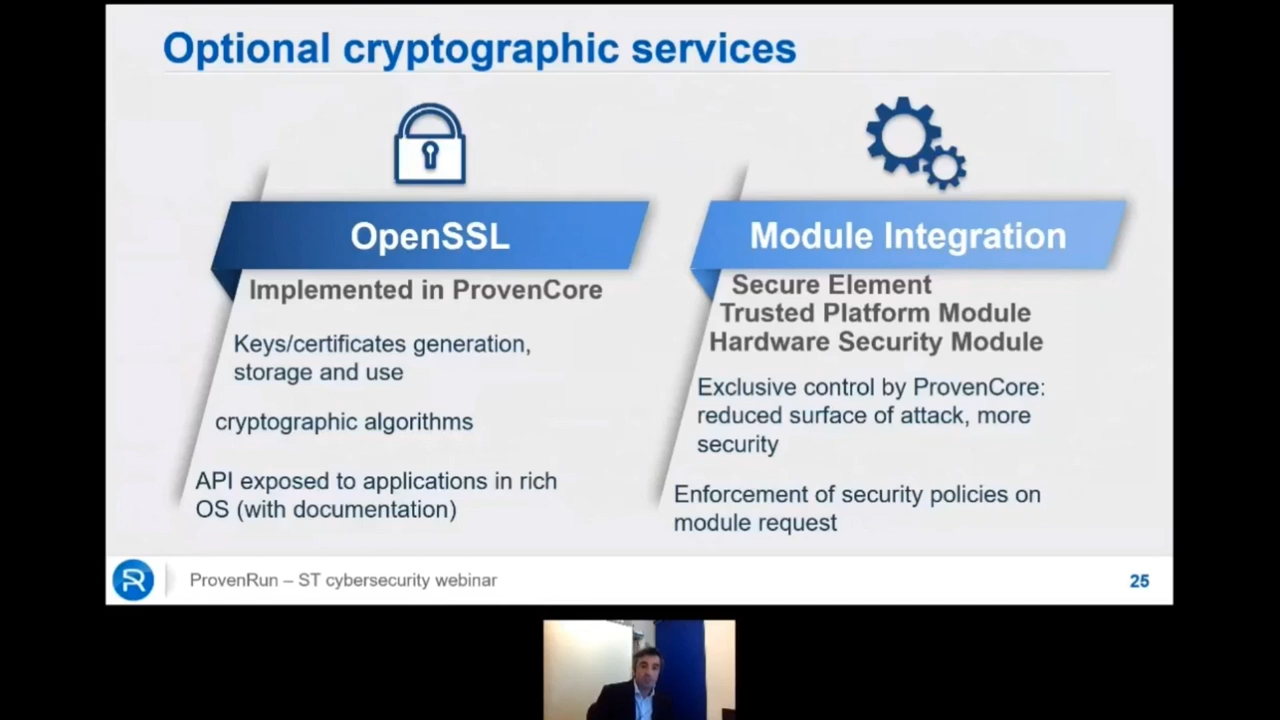 Optional cryptographic services
OpenSSL
Implemented in ProvenCore
Keys/certificates generation,
storage and use
cryptographic algorithms
API exposed to applications in rich
OS (with documentation)
Module Integration
Secure Element
Trusted Platform Module
Hardware Security Module
Exclusive control by ProvenCore:
reduced surface of attack, more
security
Enforcement of security policies on
module request
ProvenRun – ST cybersecurity webinar
25